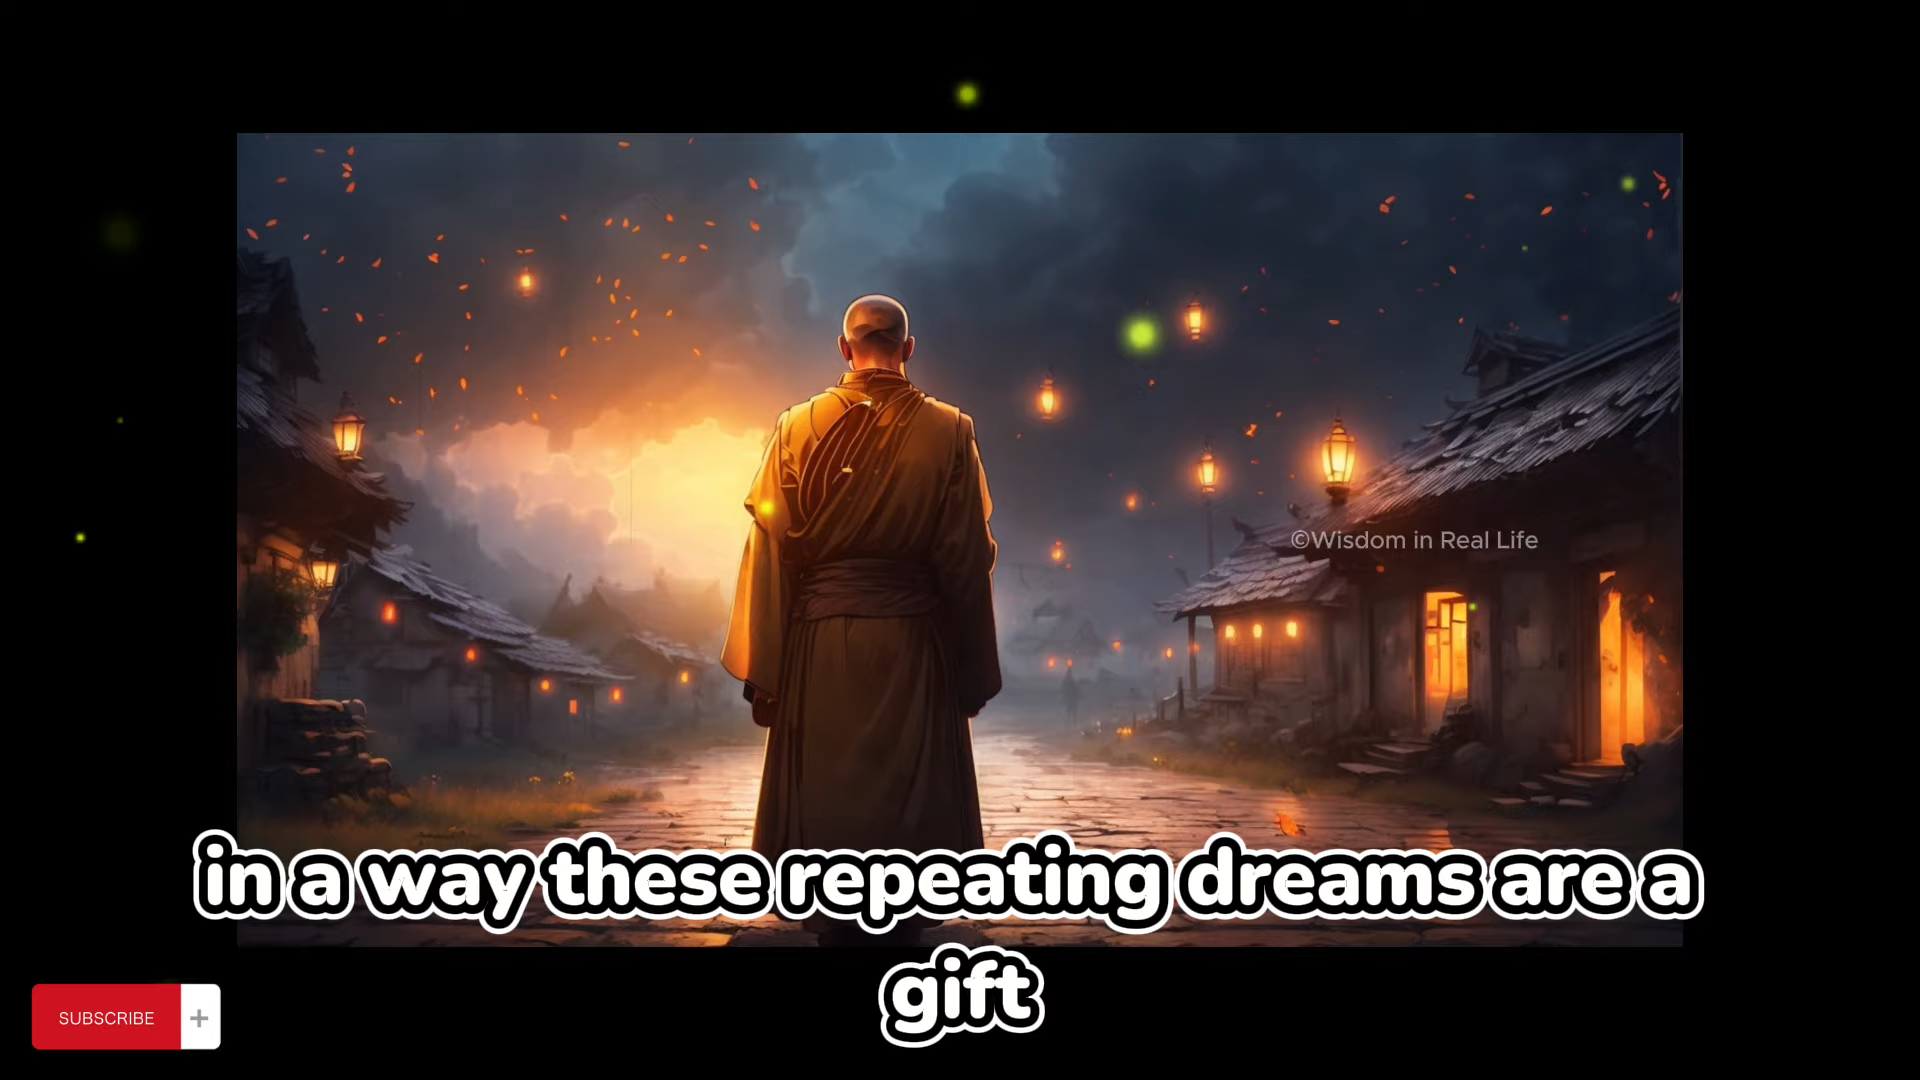 ©Wisdom in Real Life
in a way these repeating dreams are a
gift
SUBSCRIBE +